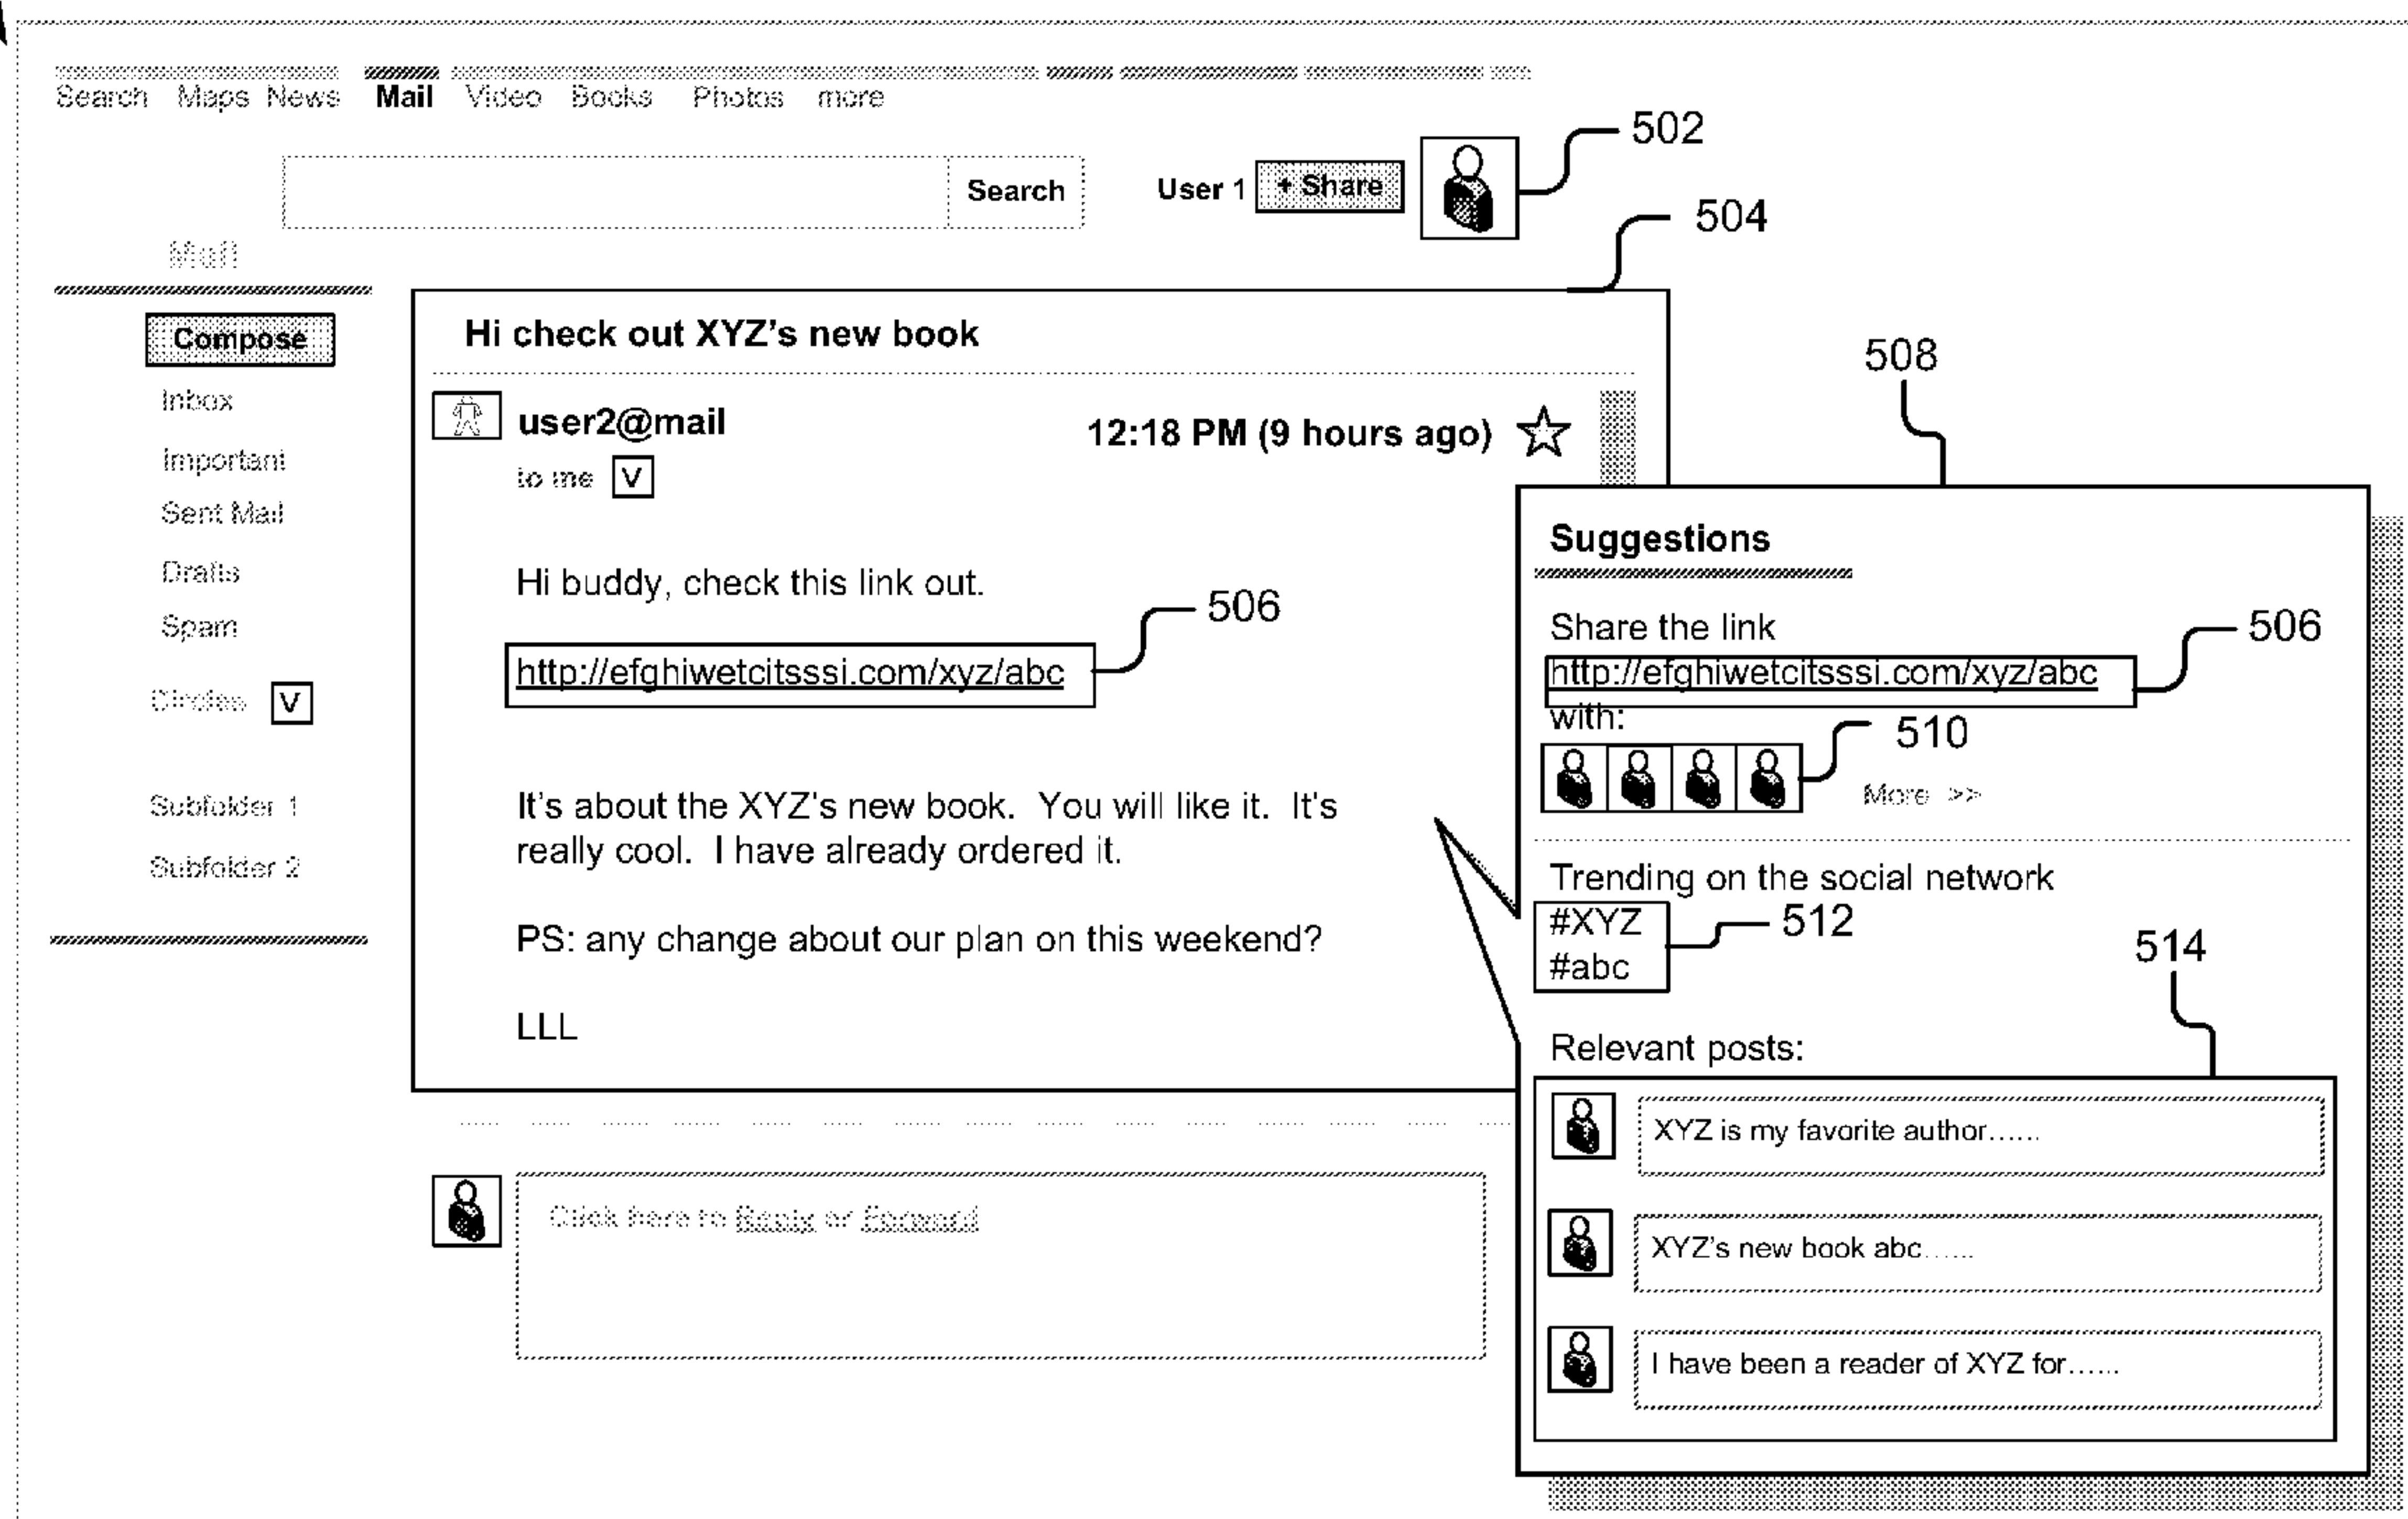 Search Maps News Mail Video Books Photos more
502
Search
User 1
+ Share
504
Mail
Compose
Inbox
Important
Sent Mail
Drafts
Spam
Circles V
Subfolder 1
Subfolder 2
Hi check out XYZ's new book
user2@mail
12:18 PM (9 hours ago)
to me V
Hi buddy, check this link out.
506
http://efghiwetcitsssi.com/xyz/abc
It's about the XYZ's new book. You will like it. It's
really cool. I have already ordered it.
PS: any change about our plan on this weekend?
LLL
Click here to Reply or Forward
508
Suggestions
Share the link
506
http://efghiwetcitsssi.com/xyz/abc
with:
510
More >>
Trending on the social network
#XYZ
512
#abc
514
Relevant posts:
XYZ is my favorite author......
XYZ's new book abc......
I have been a reader of XYZ for......